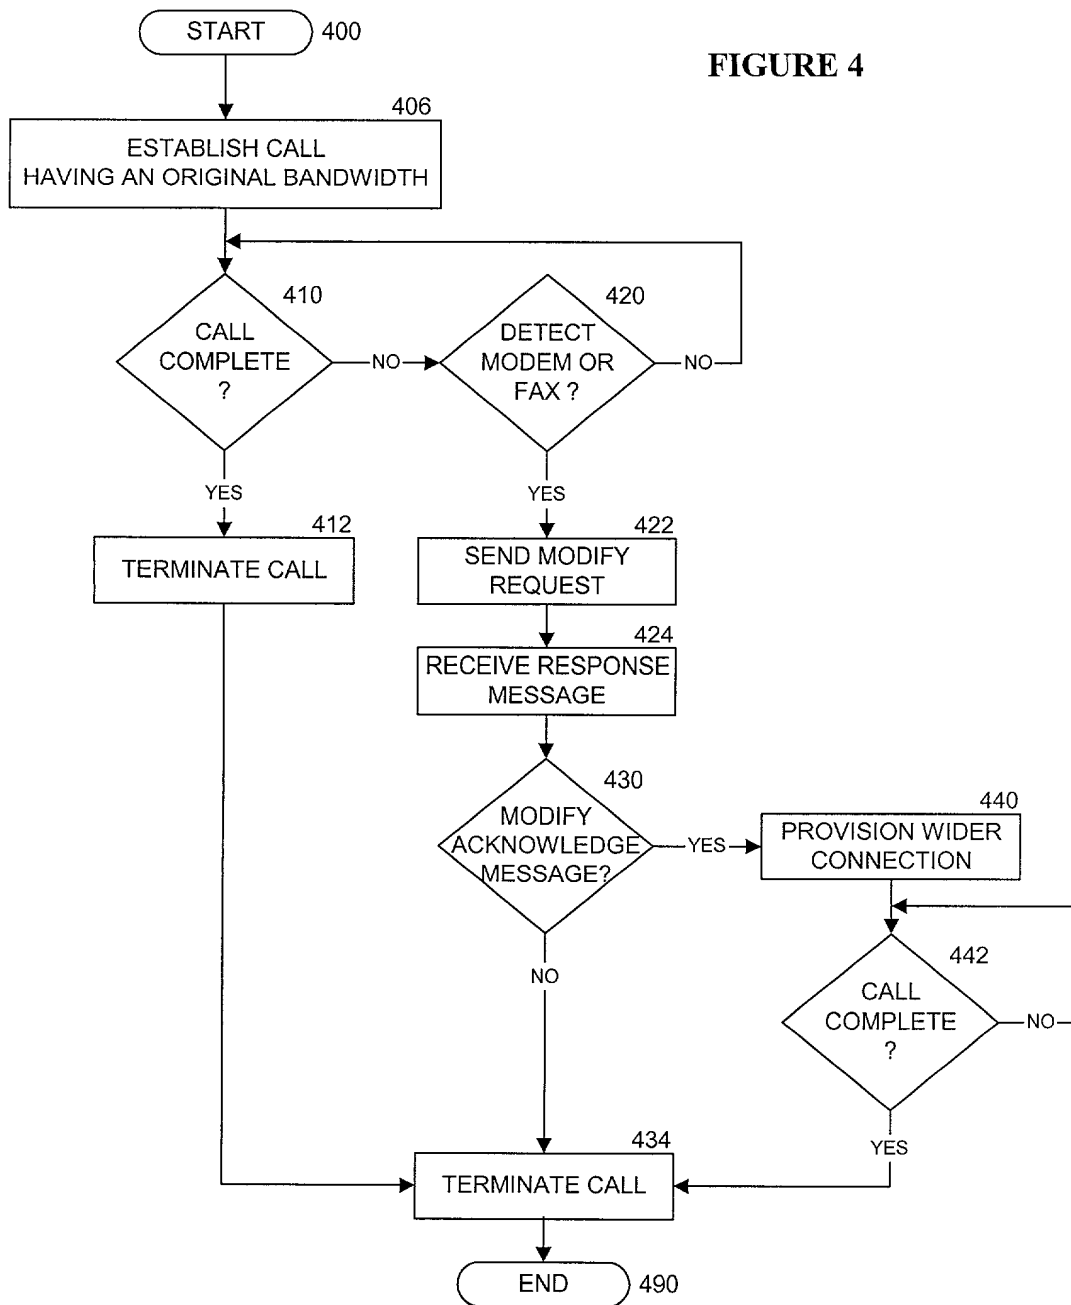 START
400
FIGURE 4
406
ESTABLISH CALL
HAVING AN ORIGINAL BANDWIDTH
410
CALL
COMPLETE
?
NO
420
DETECT
MODEM OR
FAX ?
NO
YES
YES
412
TERMINATE CALL
422
SEND MODIFY
REQUEST
424
RECEIVE RESPONSE
MESSAGE
430
MODIFY
ACKNOWLEDGE
MESSAGE?
YES
440
PROVISION WIDER
CONNECTION
NO
442
CALL
COMPLETE
?
NO
YES
434
TERMINATE CALL
END
490